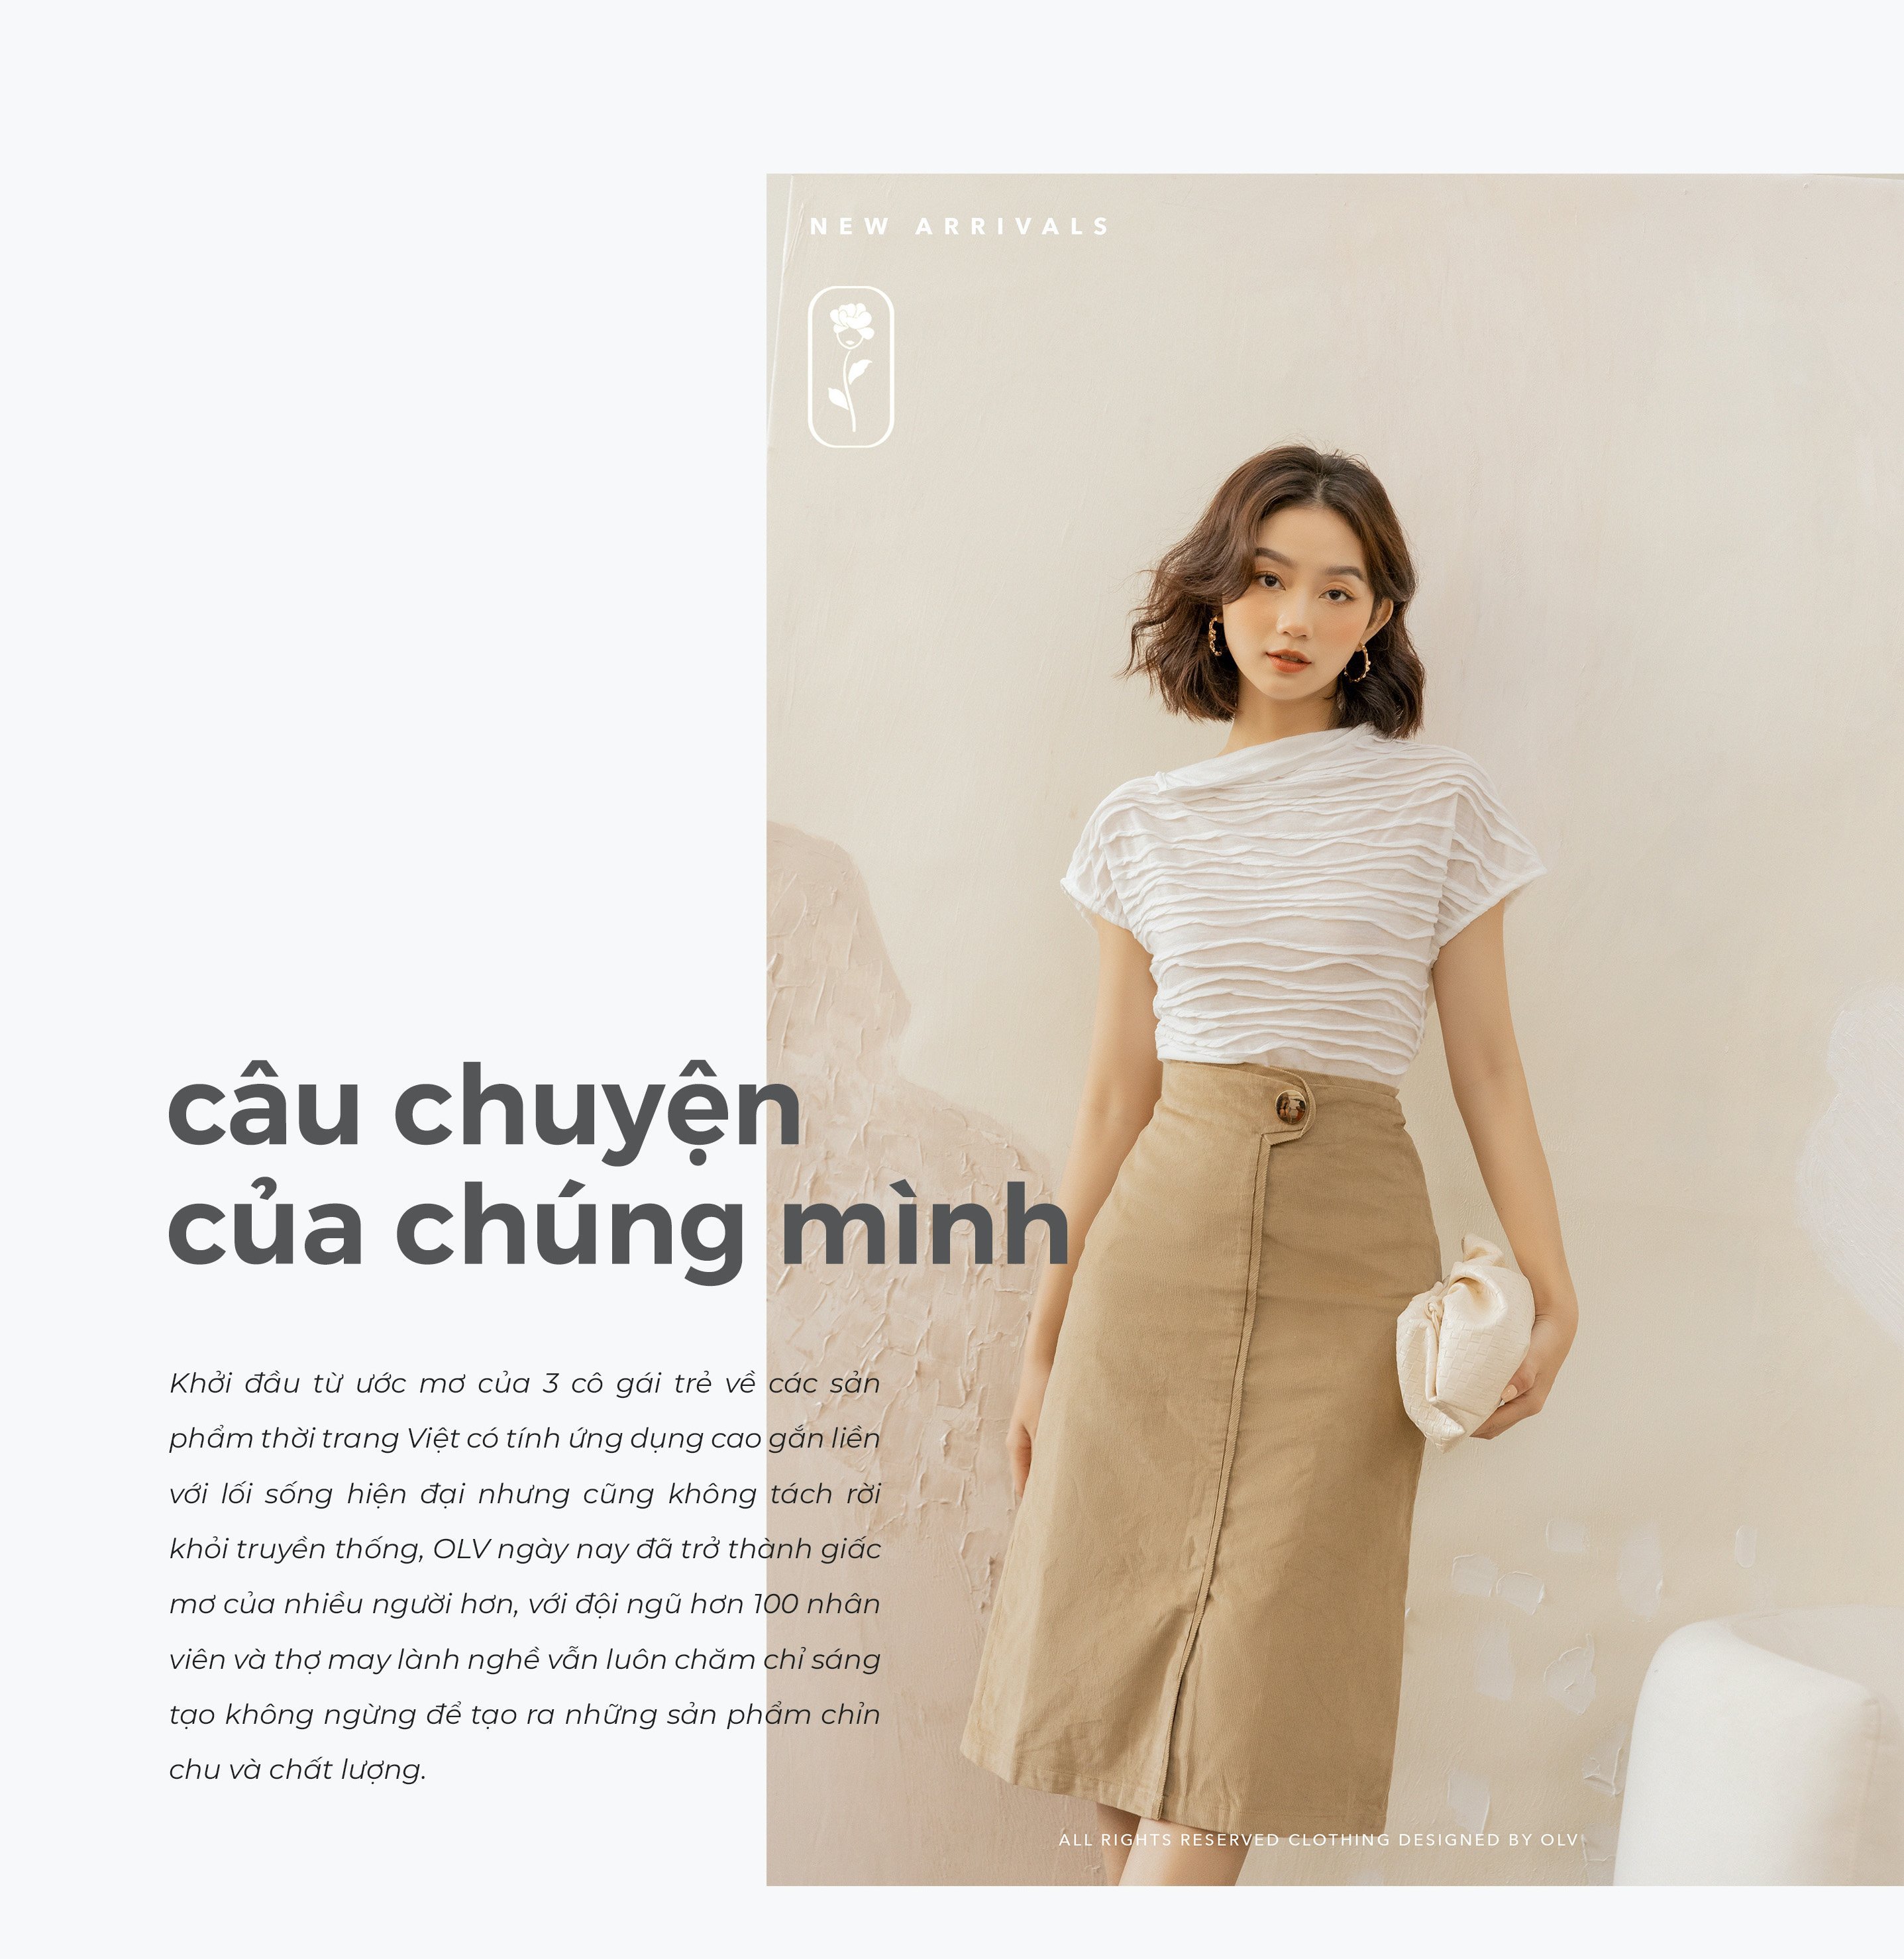 NEW ARRIVALS
câu chuyện
của chúng mình
Khởi đầu từ ước mơ của 3 cô gái trẻ về các sản
phẩm thời trang Việt có tính ứng dụng cao gắn liền
với lối sống hiện đại nhưng cũng không tách rời
khỏi truyền thống, OLV ngày nay đã trở thành giấc
mơ của nhiều người hơn, với đội ngũ hơn 100 nhân
viên và thợ may lành nghề vẫn luôn chăm chỉ sáng
tạo không ngừng để tạo ra những sản phẩm chỉn
chu và chất lượng.
ALL RIGHTS RESERVED CLOTHING DESIGNED BY OLV